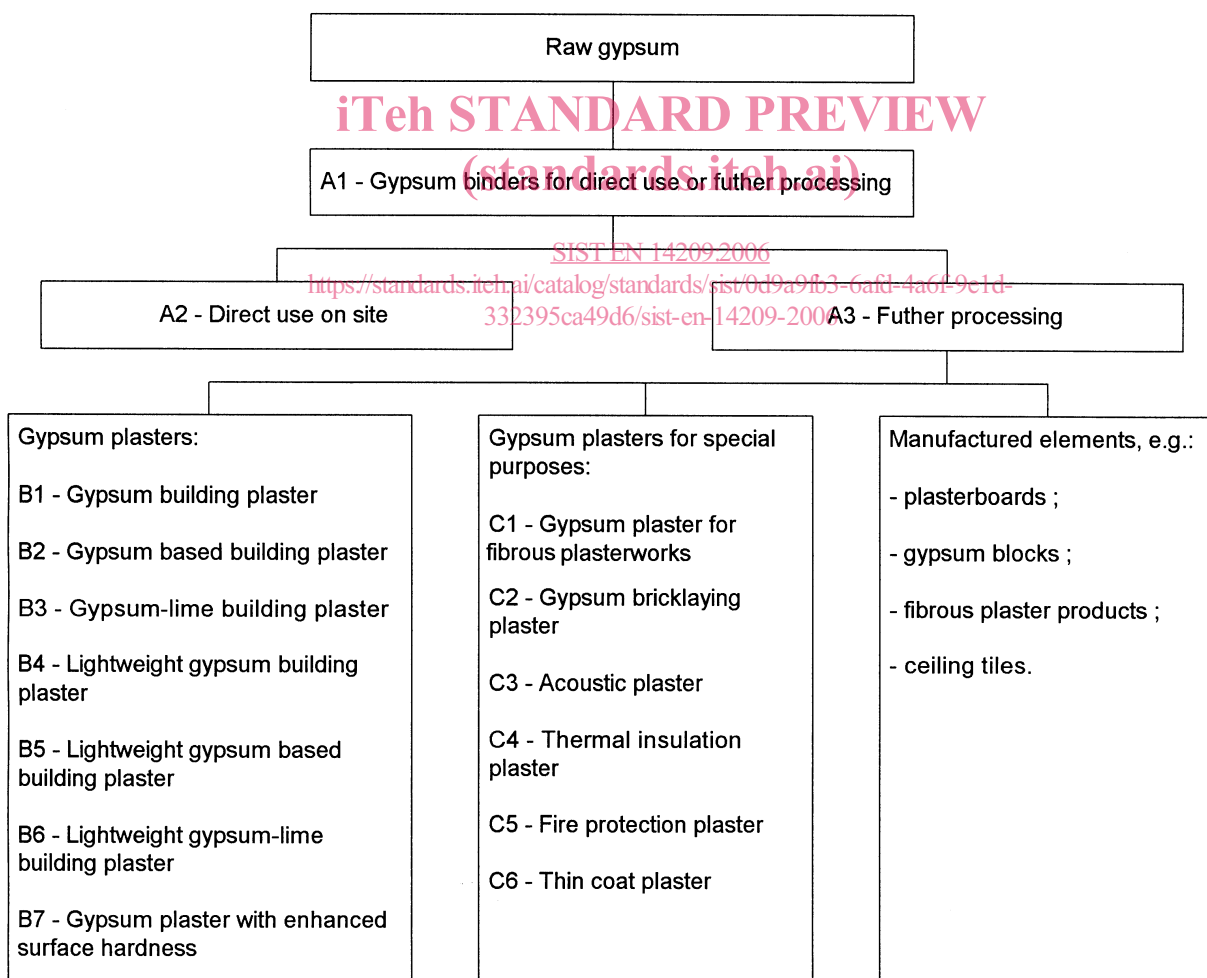 Raw gypsum
iTeh STANDARD PREVIEW
(standards.iteh.ai)
A1 - Gypsum binders for direct use or futher processing
SIST EN 14209:2006
https://standards.iteh.ai/catalog/standards/sist/0d9a9fb3-6afd-4a6f-9e1d-
332395ca49d6/sist-en-14209-2006
A2 - Direct use on site
A3 - Futher processing
Gypsum plasters:
B1 - Gypsum building plaster
B2 - Gypsum based building plaster
B3 - Gypsum-lime building plaster
B4 - Lightweight gypsum building
plaster
B5 - Lightweight gypsum based
building plaster
B6 - Lightweight gypsum-lime
building plaster
B7 - Gypsum plaster with enhanced
surface hardness
Gypsum plasters for special
purposes:
C1 - Gypsum plaster for
fibrous plasterworks
C2 - Gypsum bricklaying
plaster
C3 - Acoustic plaster
C4 - Thermal insulation
plaster
C5 - Fire protection plaster
C6 - Thin coat plaster
Manufactured elements, e.g.:
- plasterboards ;
- gypsum blocks ;
- fibrous plaster products ;
- ceiling tiles.